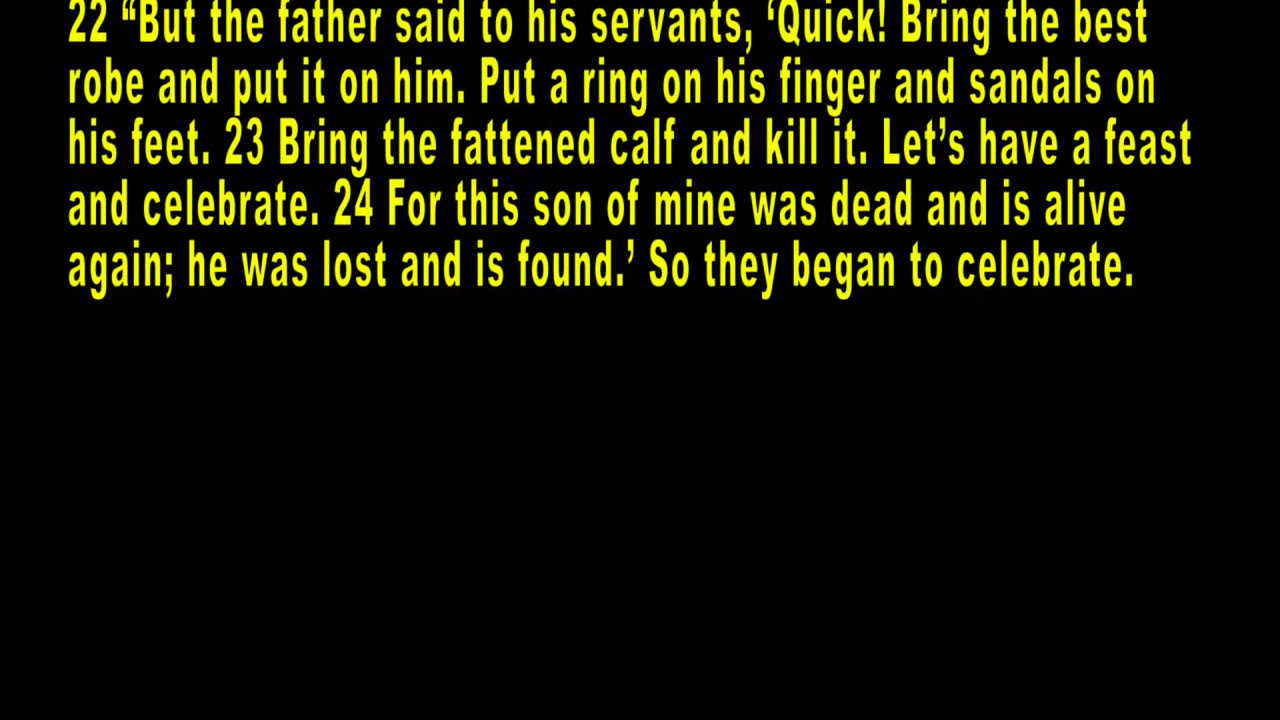 22 “But the father said to his servants, ‘Quick! Bring the best
robe and put it on him. Put a ring on his finger and sandals on
his feet. 23 Bring the fattened calf and kill it. Let’s have a feast
and celebrate. 24 For this son of mine was dead and is alive
again; he was lost and is found.’ So they began to celebrate.